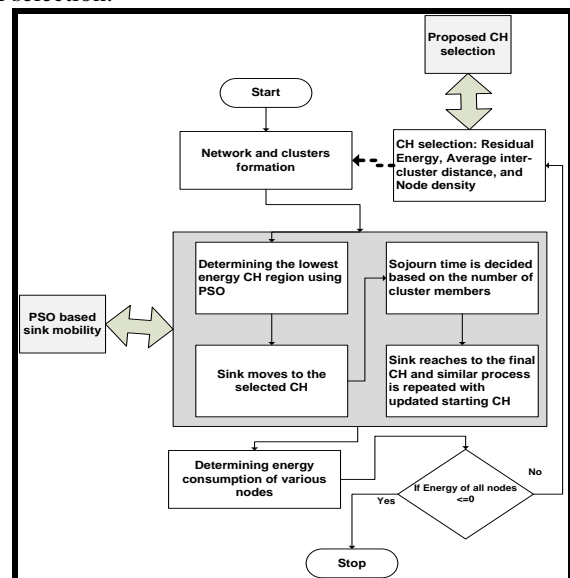 selection.
Proposed CH
selection
Start
Network and clusters
formation
CH selection: Residual
Energy, Average inter-
cluster distance, and
Node density
Determining the lowest
energy CH region using
PSO
Sojourn time is decided
based on the number of
cluster members
PSO based
sink mobility
Sink moves to the
selected CH
Sink reaches to the final
CH and similar process
is repeated with
updated starting CH
Determining energy
consumption of various
nodes
If Energy of all nodes
<=0
No
Yes
Stop